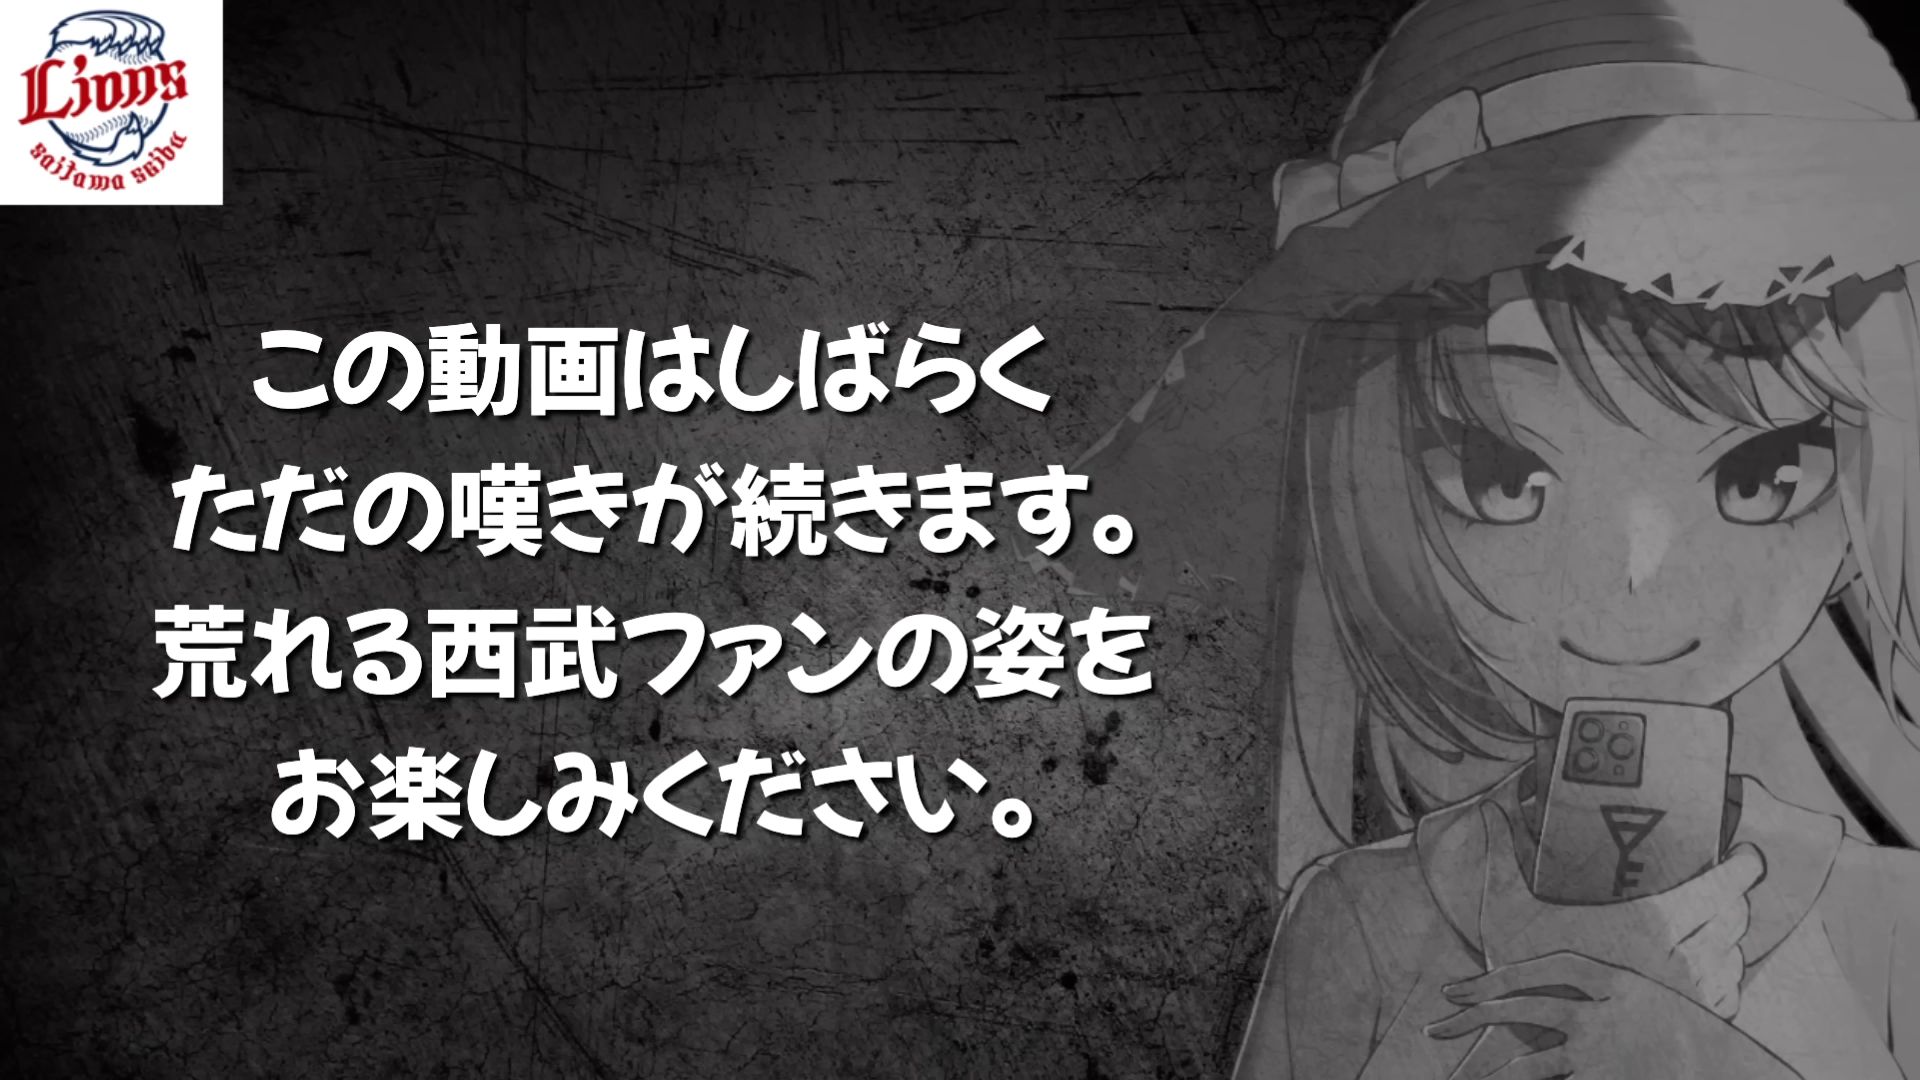 Lions
saitama seibu
この動画はしばらく
ただの嘆きが続きます。
荒れる西武ファンの姿を
お楽しみください。